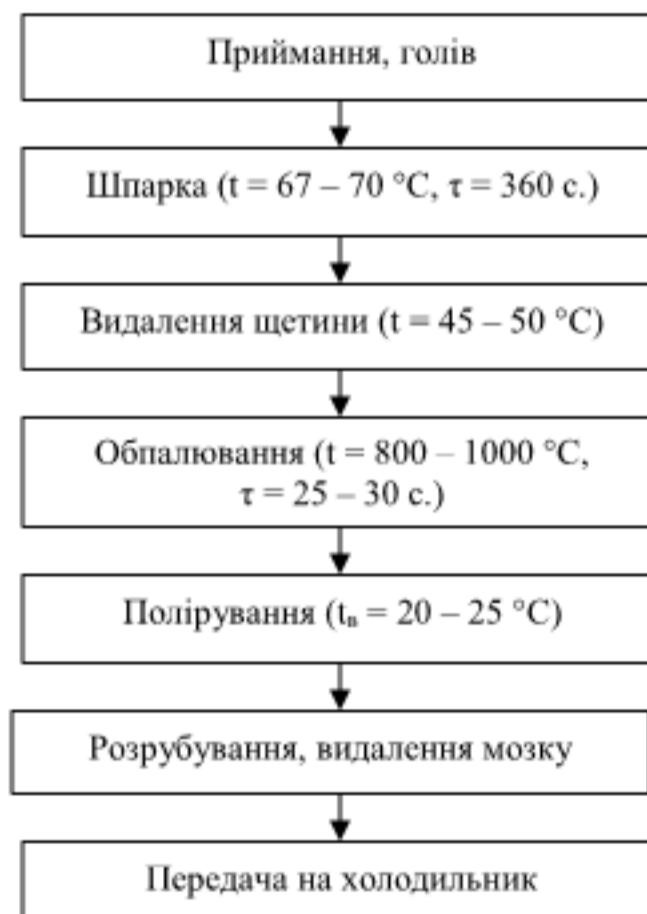 Приймання, голів
Шпарка (t = 67 – 70 °С, τ = 360 с.)
Видалення щетини (t = 45 – 50 °С)
Обпалювання (t = 800 – 1000 °С,
τ = 25 – 30 с.)
Полірування (tв = 20 – 25 °С)
Розрубування, видалення мозку
Передача на холодильник